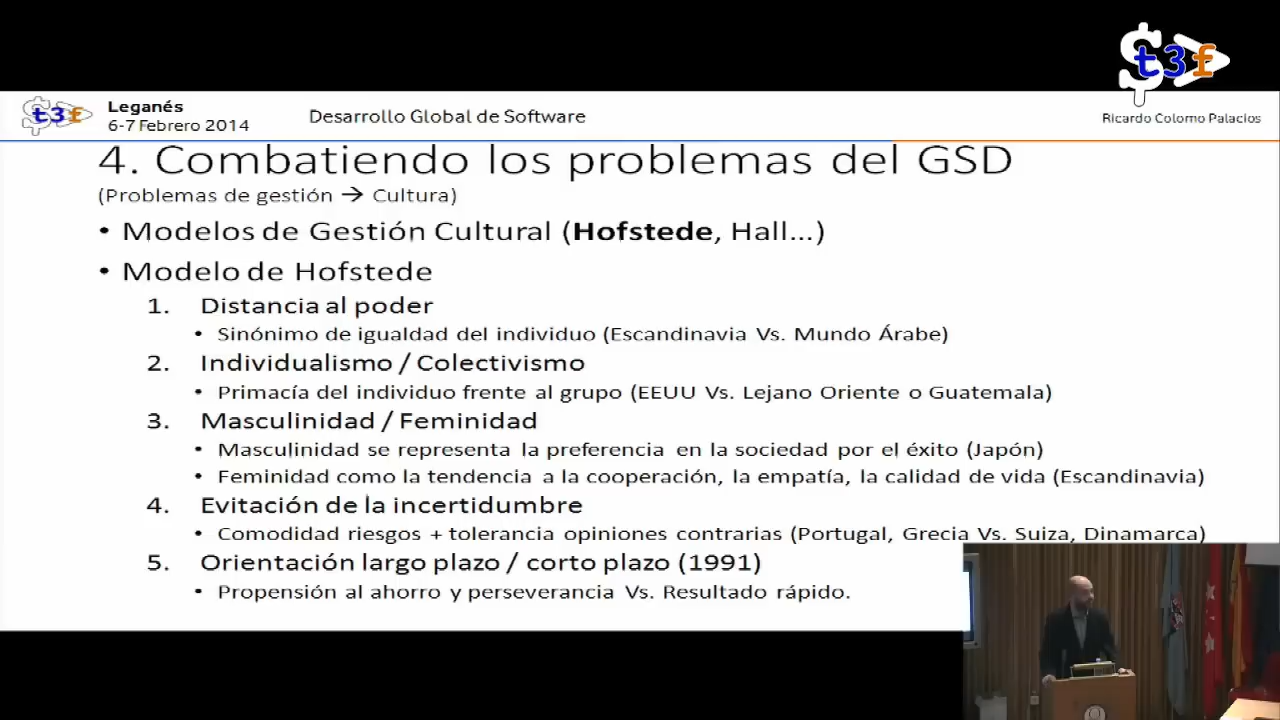 $t3f
Leganés
6-7 Febrero 2014
Desarrollo Global de Software
$t3f
Ricardo Colomo Palacios
4. Combatiendo los problemas del GSD
(Problemas de gestión → Cultura)
• Modelos de Gestión Cultural (Hofstede, Hall...)
• Modelo de Hofstede
1. Distancia al poder
• Sinónimo de igualdad del individuo (Escandinavia Vs. Mundo Árabe)
2. Individualismo / Colectivismo
• Primacía del individuo frente al grupo (EEUU Vs. Lejano Oriente o Guatemala)
3. Masculinidad / Feminidad
• Masculinidad se representa la preferencia en la sociedad por el éxito (Japón)
• Feminidad como la tendencia a la cooperación, la empatía, la calidad de vida (Escandinavia)
4. Evitación de la incertidumbre
• Comodidad riesgos + tolerancia opiniones contrarias (Portugal, Grecia Vs. Suiza, Dinamarca)
5. Orientación largo plazo / corto plazo (1991)
• Propensión al ahorro y perseverancia Vs. Resultado rápido.